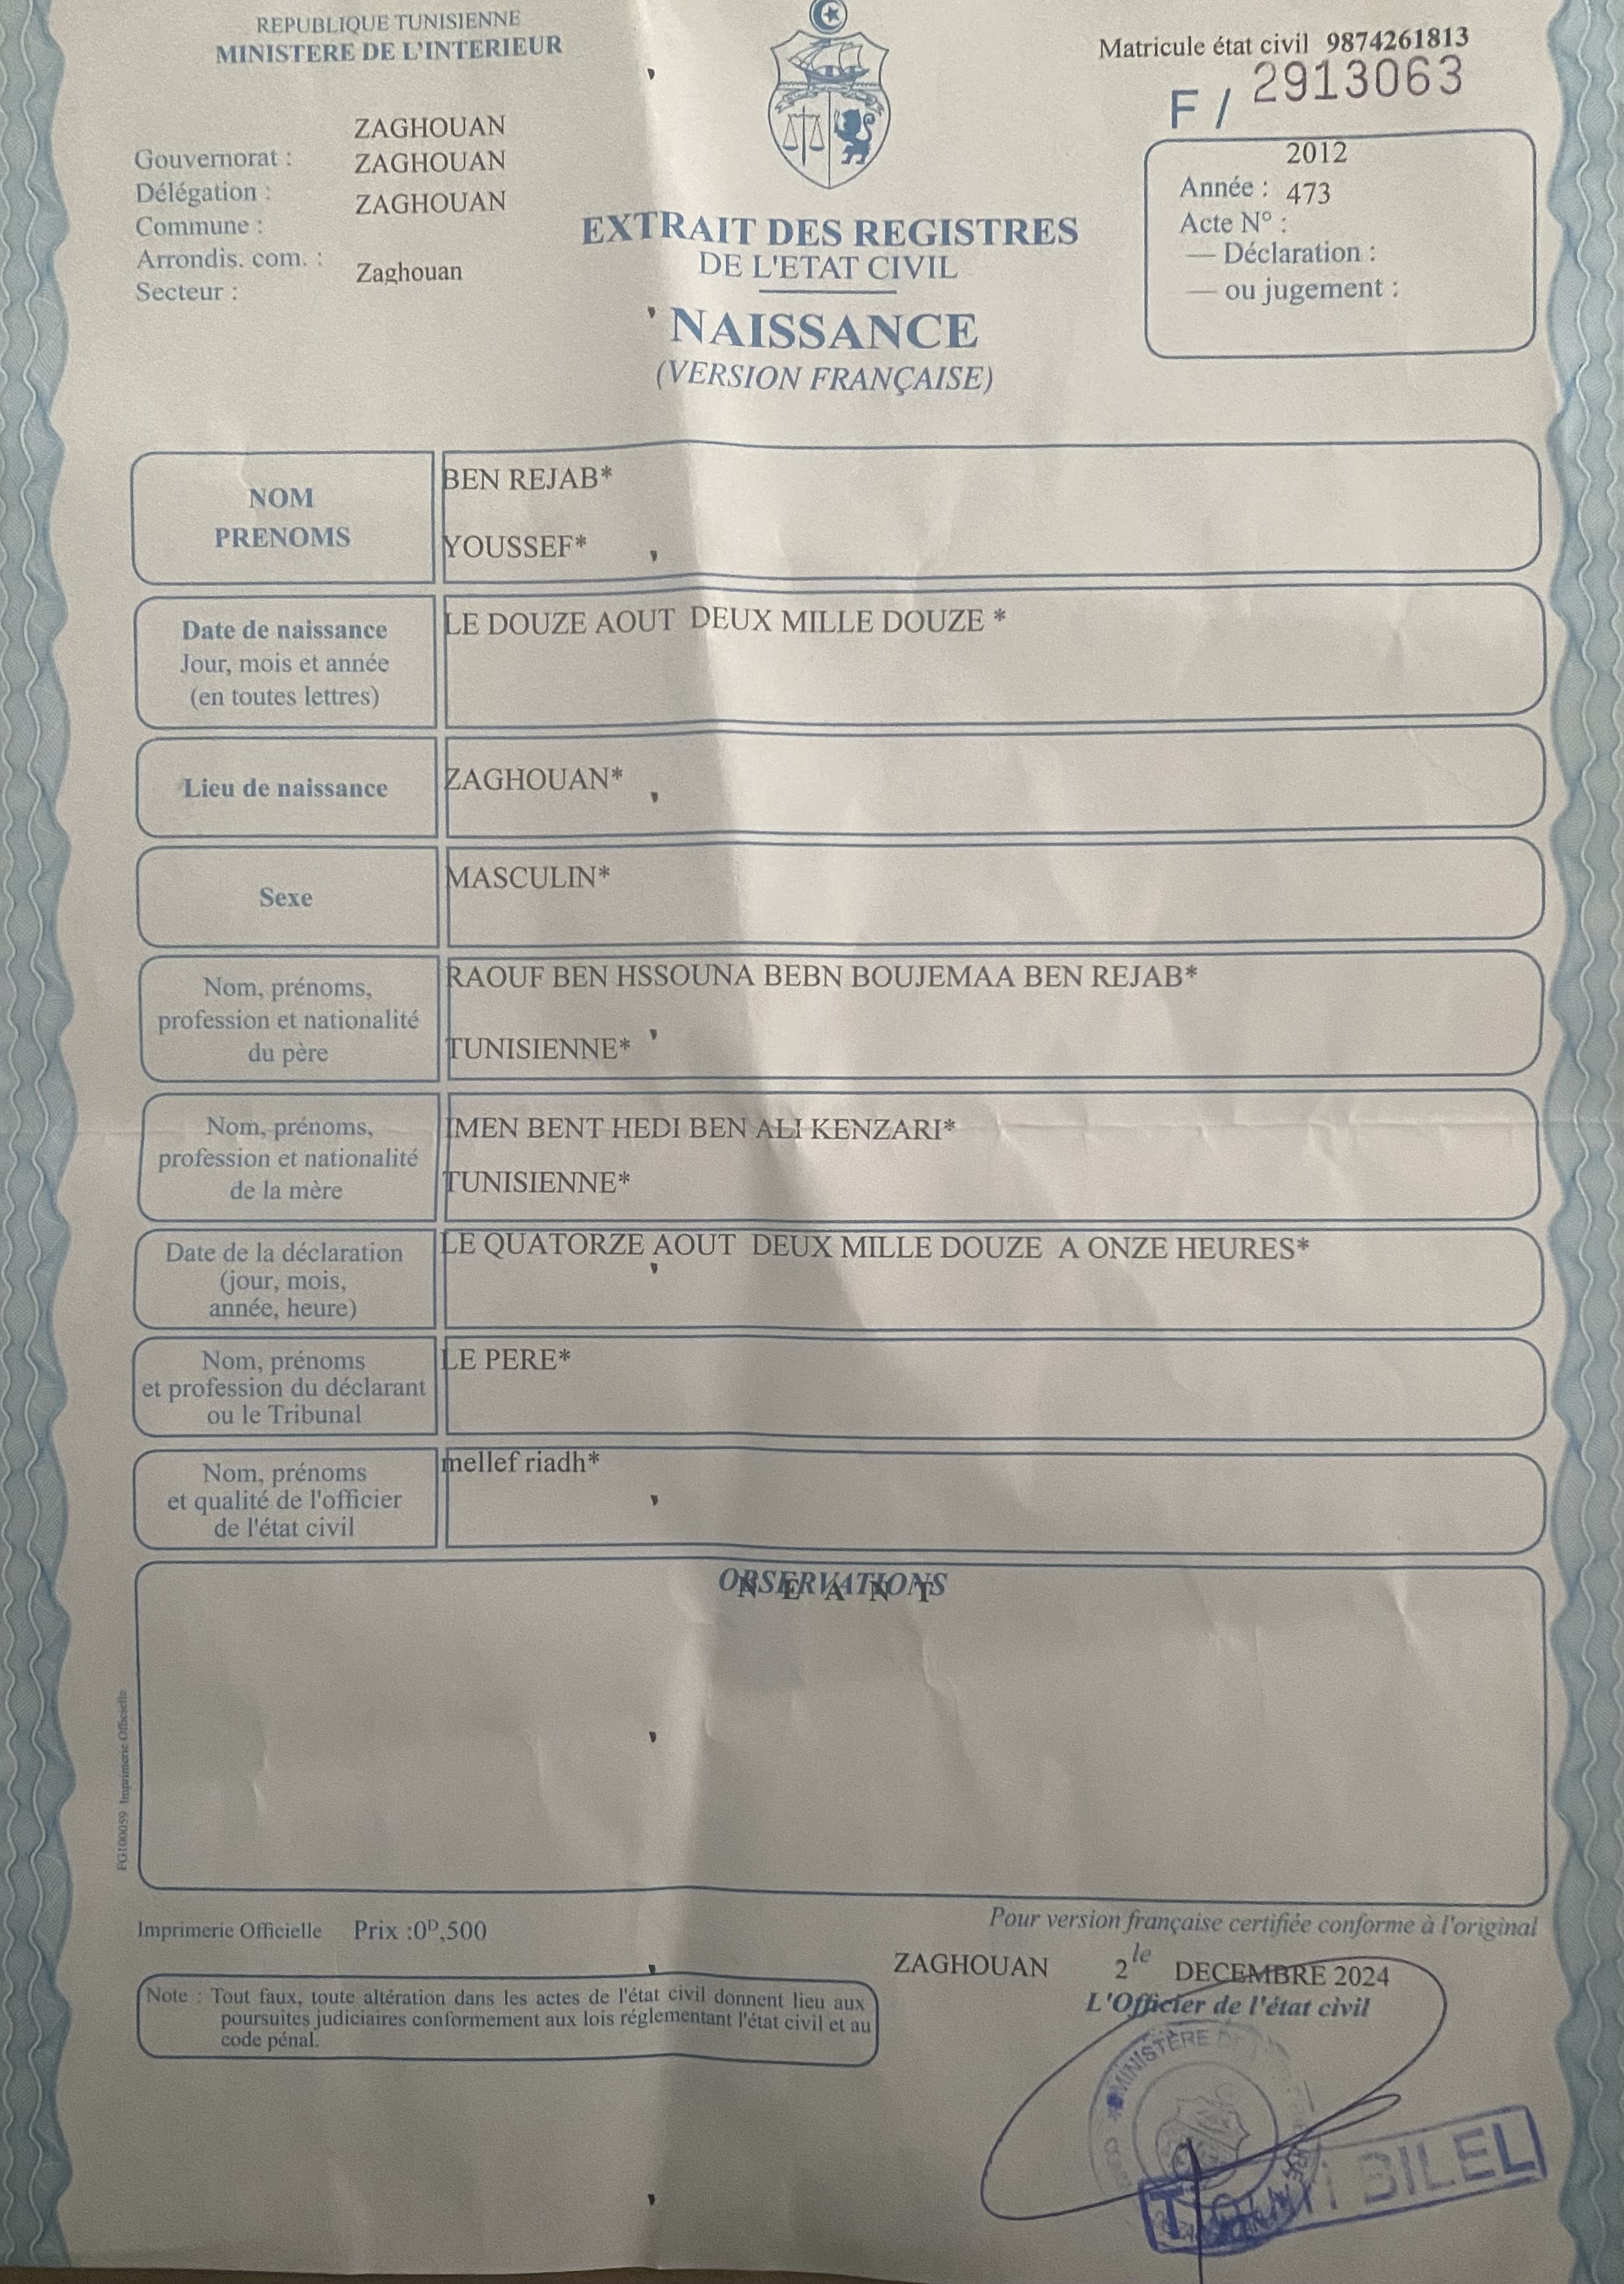 REPUBLIQUE TUNISIENNE
MINISTERE DE L'INTERIEUR
Matricule état civil 9874261813
F / 2913063
ZAGHOUAN
Gouvernorat : ZAGHOUAN
Délégation :
Commune : ZAGHOUAN
Arrondis. com. :
Secteur : Zaghouan
2012
Année : 473
Acte N° :
— Déclaration :
— ou jugement :
EXTRAIT DES REGISTRES
DE L'ETAT CIVIL
NAISSANCE
(VERSION FRANÇAISE)
NOM
PRENOMS
BEN REJAB*
YOUSSEF*
Date de naissance
Jour, mois et année
(en toutes lettres)
LE DOUZE AOUT DEUX MILLE DOUZE *
Lieu de naissance
ZAGHOUAN*
Sexe
MASCULIN*
Nom, prénoms,
profession et nationalité
du père
RAOUF BEN HSSOUNA BEBN BOUJEMAA BEN REJAB*
TUNISIENNE*
Nom, prénoms,
profession et nationalité
de la mère
IMEN BENT HEDI BEN ALI KENZARI*
TUNISIENNE*
Date de la déclaration
(jour, mois,
année, heure)
LE QUATORZE AOUT DEUX MILLE DOUZE A ONZE HEURES*
Nom, prénoms
et profession du déclarant
ou le Tribunal
LE PERE*
Nom, prénoms
et qualité de l'officier
de l'état civil
mellef riadh*
OBSERVATIONS
N E A N T
FG100059 Imprimerie Officielle
Imprimerie Officielle Prix :0ᴰ,500
Pour version française certifiée conforme à l'original
ZAGHOUAN 2 le DECEMBRE 2024
L'Officier de l'état civil
Note : Tout faux, toute altération dans les actes de l'état civil donnent lieu aux
poursuites judiciaires conformement aux lois réglementant l'état civil et au
code pénal.
MINISTÈRE
BILEL